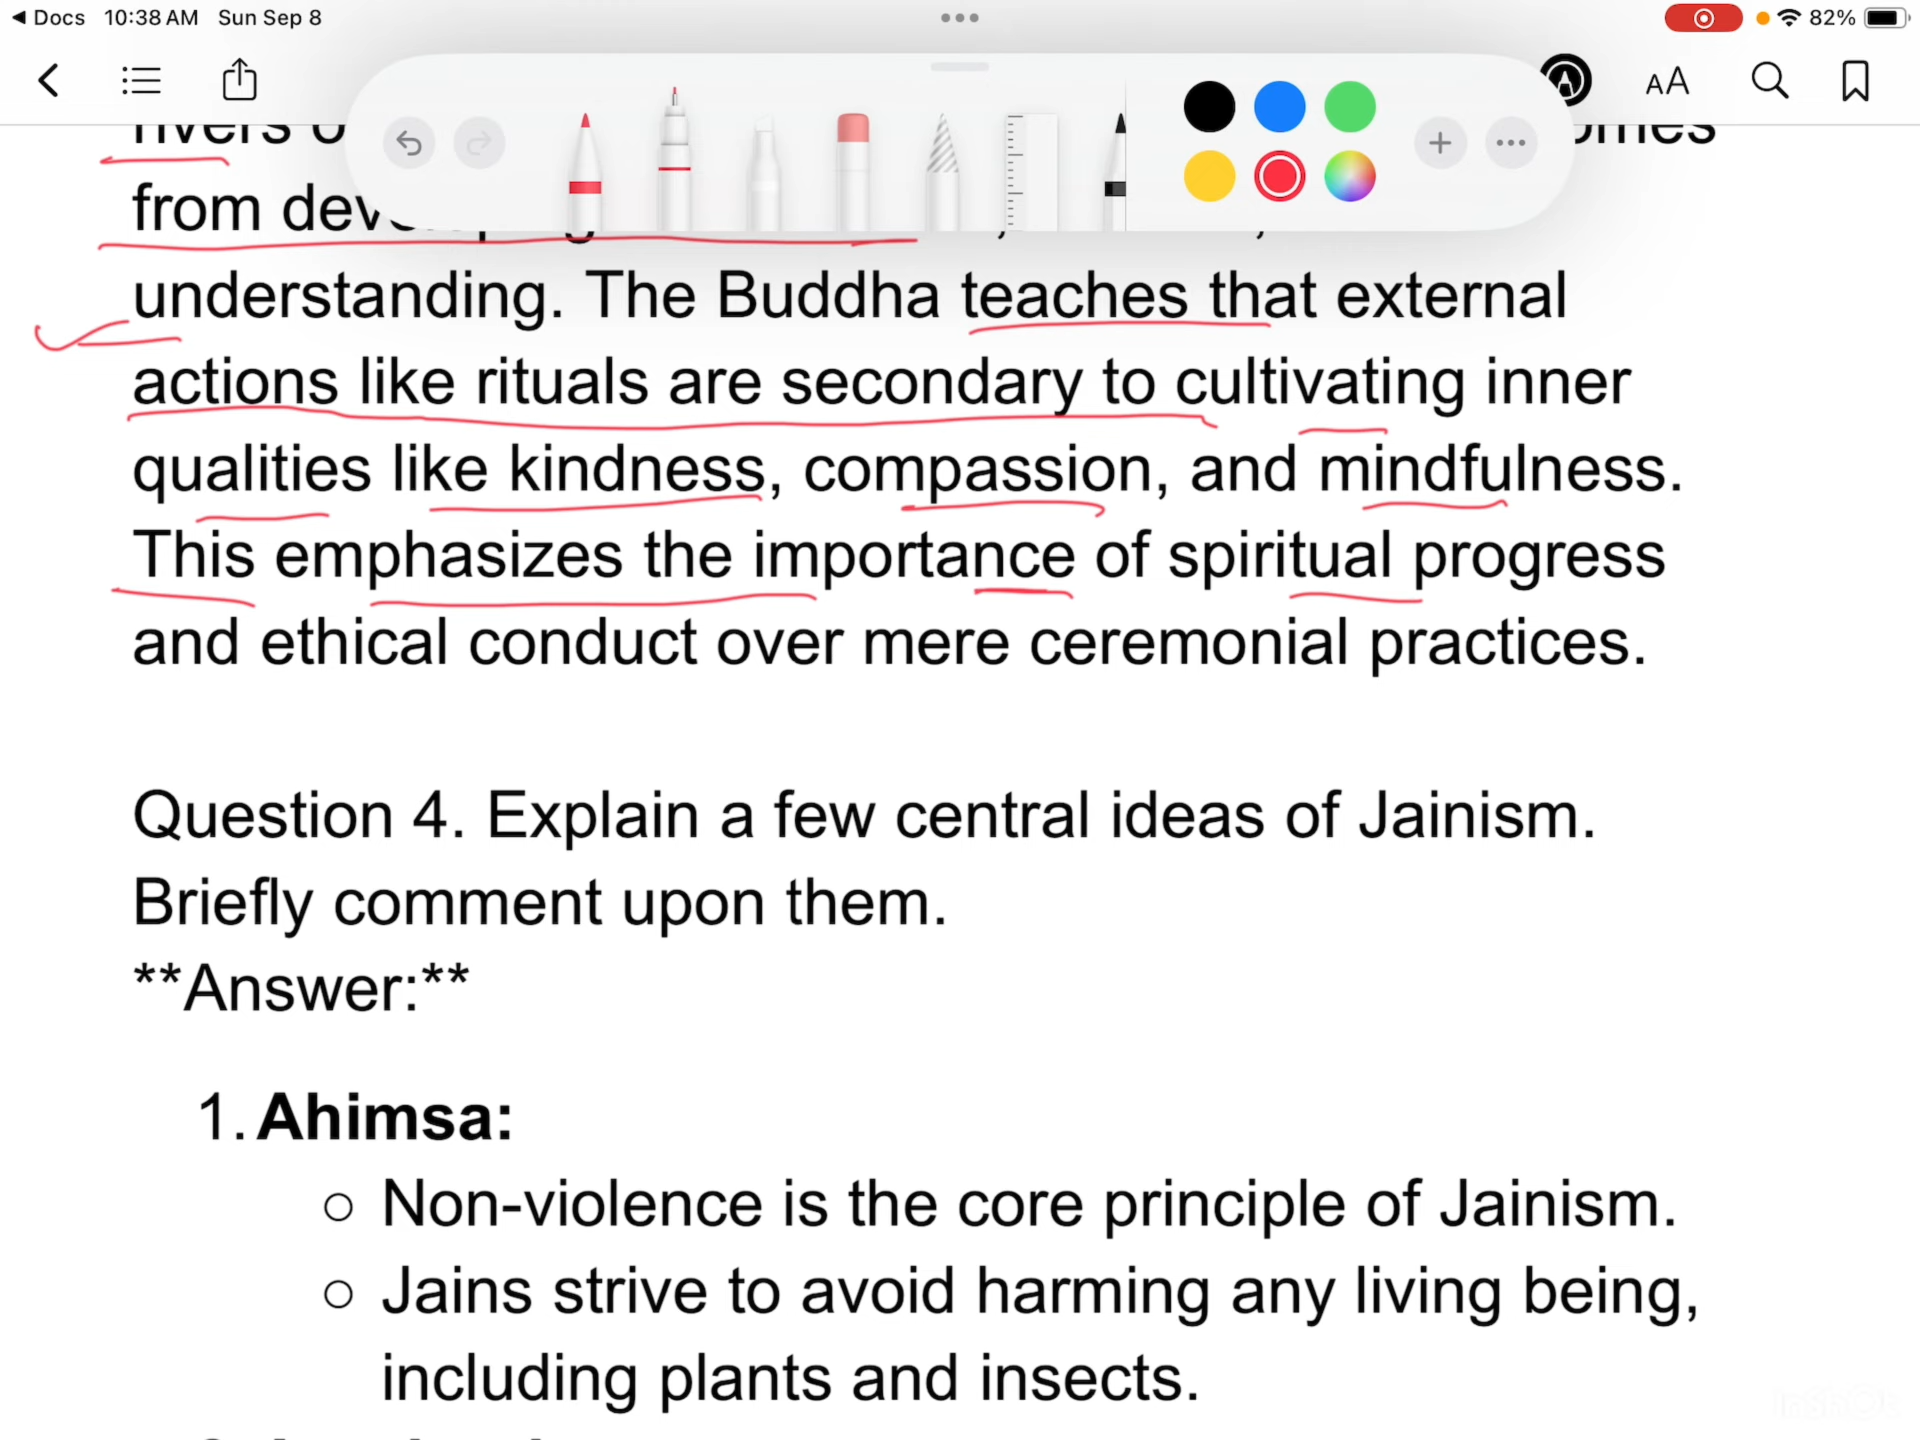 Docs 10:38 AM Sun Sep 8 82%
AA
rivers
from
understanding. The Buddha teaches that external
actions like rituals are secondary to cultivating inner
qualities like kindness, compassion, and mindfulness.
This emphasizes the importance of spiritual progress
and ethical conduct over mere ceremonial practices.
Question 4. Explain a few central ideas of Jainism.
Briefly comment upon them.
**Answer:**
1. Ahimsa:
○ Non-violence is the core principle of Jainism.
○ Jains strive to avoid harming any living being,
including plants and insects.